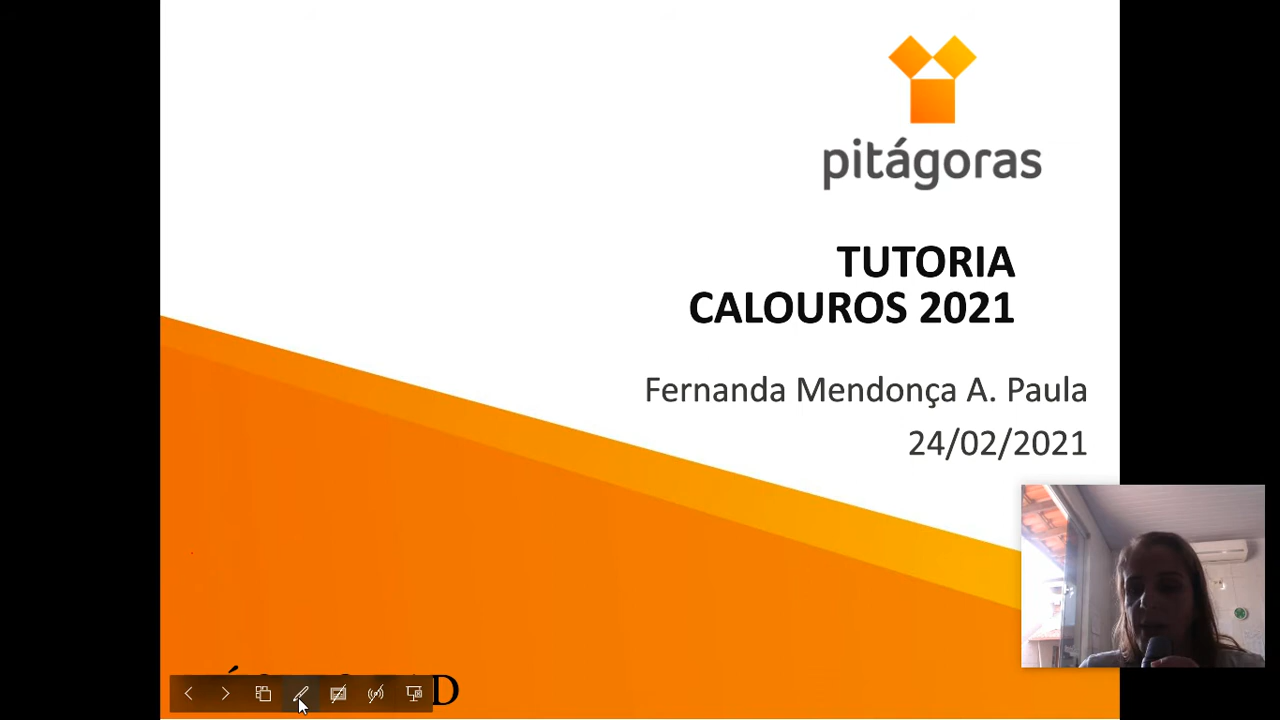 pitágoras
TUTORIA
CALOUROS 2021
Fernanda Mendonça A. Paula
24/02/2021